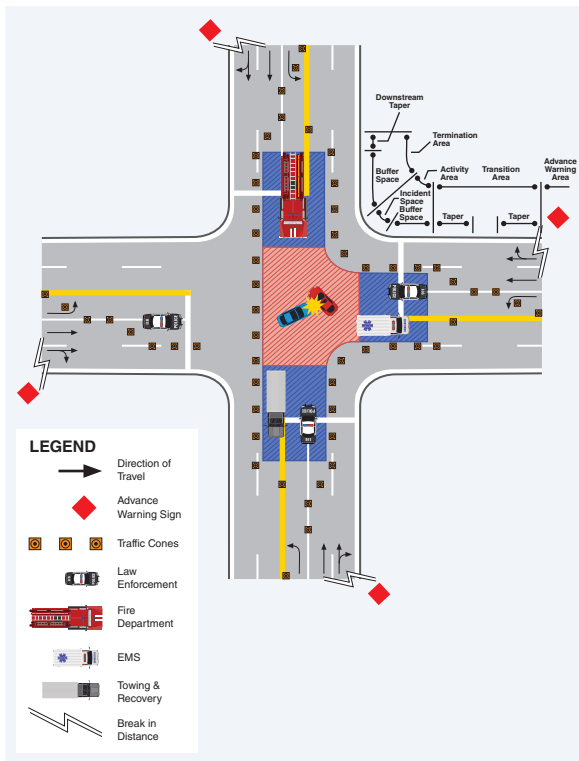 Downstream
Taper
Termination
Area
Buffer
Space
Activity
Area
Transition
Area
Advance
Warning
Area
Incident
Space
Buffer
Space
Taper
Taper
LEGEND
Direction of
Travel
Advance
Warning Sign
Traffic Cones
Law
Enforcement
Fire
Department
EMS
Towing &
Recovery
Break in
Distance